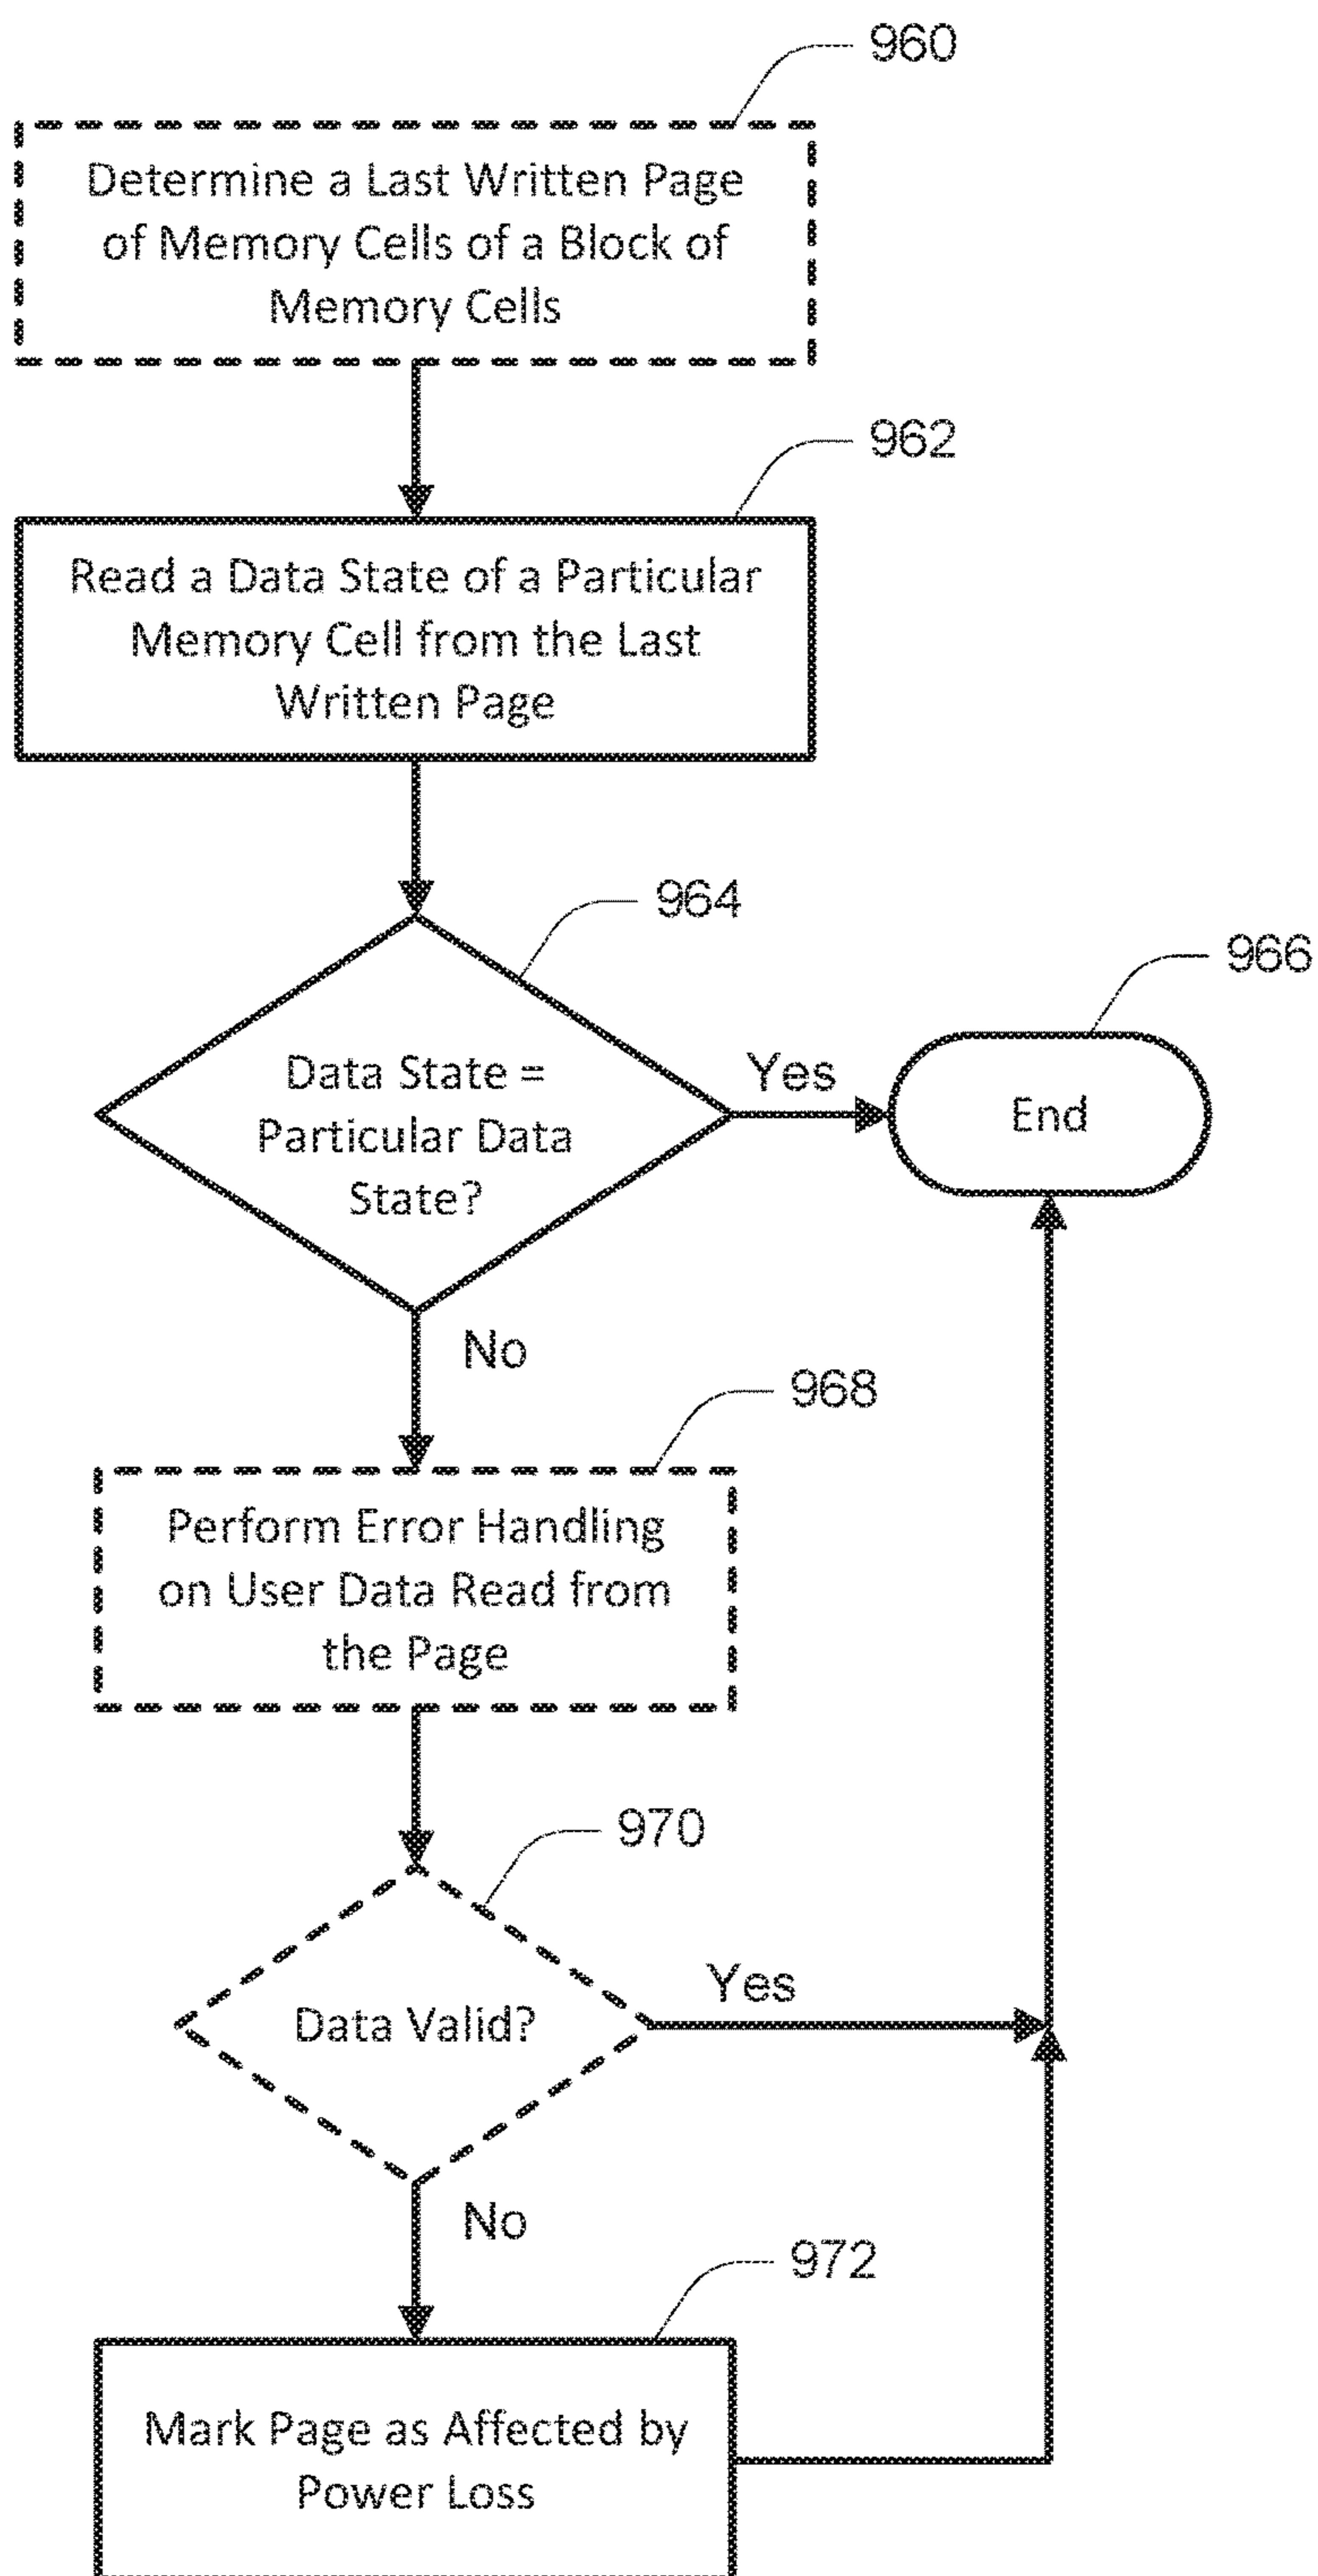 960
Determine a Last Written Page
of Memory Cells of a Block of
Memory Cells
962
Read a Data State of a Particular
Memory Cell from the Last
Written Page
964
966
Data State =
Particular Data
State?
Yes
End
No
968
Perform Error Handling
on User Data Read from
the Page
970
Data Valid?
Yes
No
972
Mark Page as Affected by
Power Loss